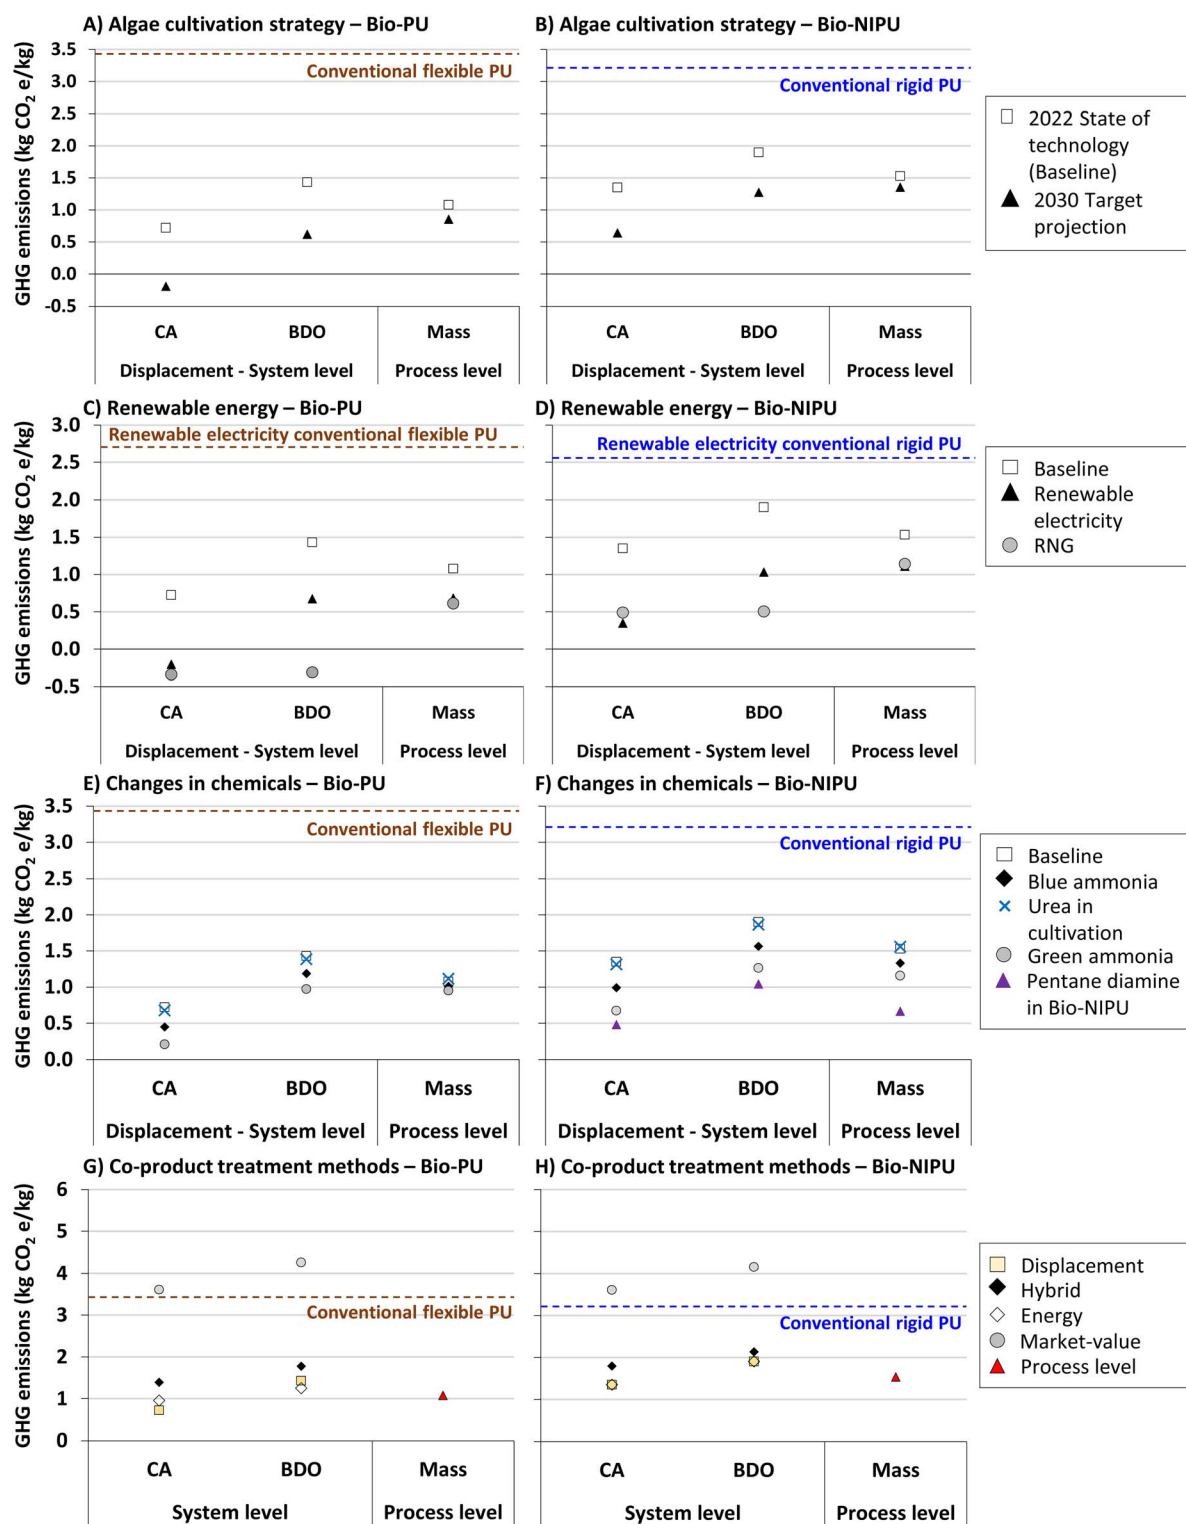 A) Algae cultivation strategy – Bio-PU
GHG emissions (kg CO2 e/kg)
3.5
3.0
2.5
2.0
1.5
1.0
0.5
0.0
-0.5
Conventional flexible PU
CA
BDO
Mass
Displacement - System level
Process level
B) Algae cultivation strategy – Bio-NIPU
Conventional rigid PU
CA
BDO
Mass
Displacement - System level
Process level
2022 State of
technology
(Baseline)
2030 Target
projection
C) Renewable energy – Bio-PU
GHG emissions (kg CO2 e/kg)
3.0
2.5
2.0
1.5
1.0
0.5
0.0
-0.5
Renewable electricity conventional flexible PU
CA
BDO
Mass
Displacement - System level
Process level
D) Renewable energy – Bio-NIPU
Renewable electricity conventional rigid PU
CA
BDO
Mass
Displacement - System level
Process level
Baseline
Renewable
electricity
RNG
E) Changes in chemicals – Bio-PU
GHG emissions (kg CO2 e/kg)
3.5
3.0
2.5
2.0
1.5
1.0
0.5
0.0
Conventional flexible PU
CA
BDO
Mass
Displacement - System level
Process level
F) Changes in chemicals – Bio-NIPU
Conventional rigid PU
CA
BDO
Mass
Displacement - System level
Process level
Baseline
Blue ammonia
Urea in
cultivation
Green ammonia
Pentane diamine
in Bio-NIPU
G) Co-product treatment methods – Bio-PU
GHG emissions (kg CO2 e/kg)
6
5
4
3
2
1
0
Conventional flexible PU
CA
BDO
Mass
System level
Process level
H) Co-product treatment methods – Bio-NIPU
Conventional rigid PU
CA
BDO
Mass
System level
Process level
Displacement
Hybrid
Energy
Market-value
Process level